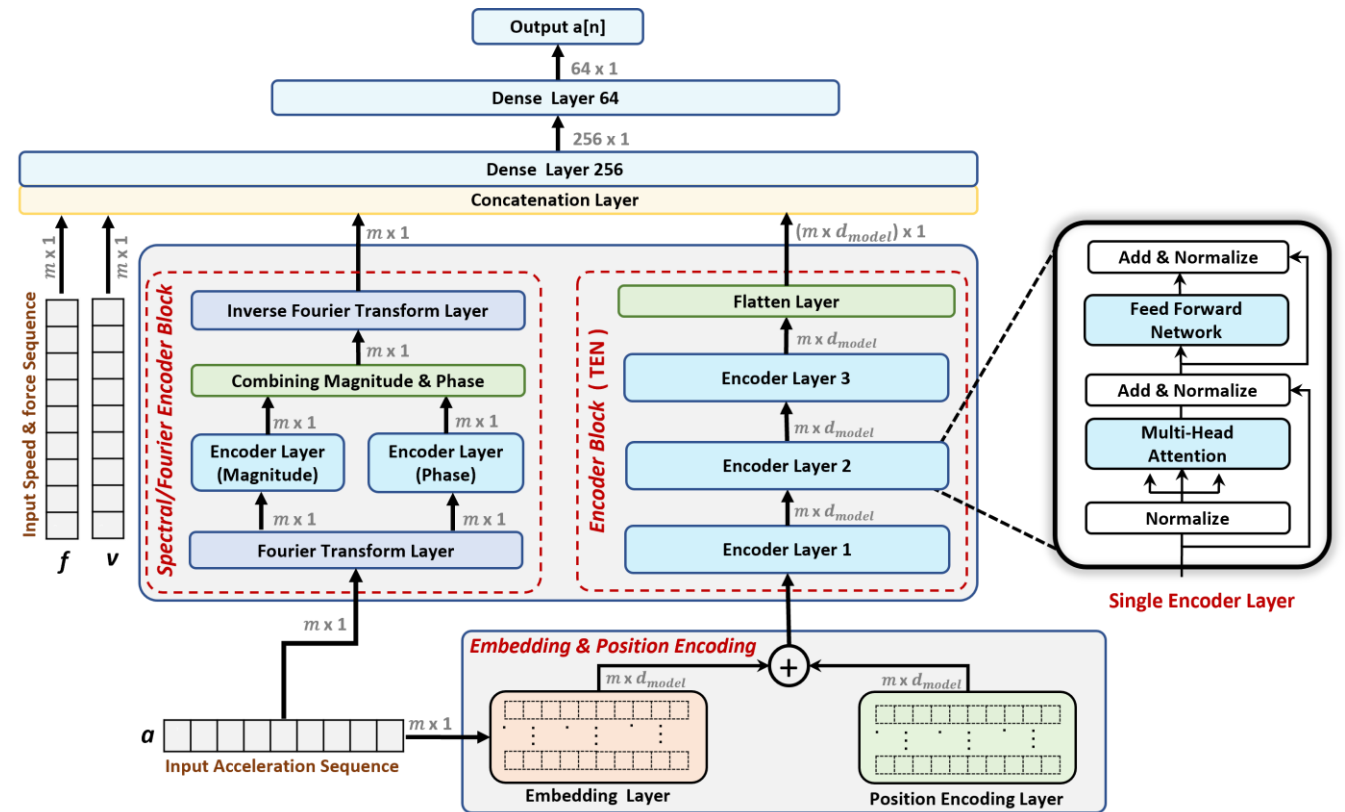 Output a[n]
64 x 1
Dense Layer 64
256 x 1
Dense Layer 256
Concatenation Layer
m x 1
m x 1
m x 1
(m x d_model) x 1
Input Speed & force Sequence
f
v
Spectral/Fourier Encoder Block
Inverse Fourier Transform Layer
m x 1
Combining Magnitude & Phase
m x 1
m x 1
Encoder Layer
(Magnitude)
Encoder Layer
(Phase)
m x 1
m x 1
Fourier Transform Layer
m x 1
Encoder Block ( TEN )
Flatten Layer
m x d_model
Encoder Layer 3
m x d_model
Encoder Layer 2
m x d_model
Encoder Layer 1
Add & Normalize
Feed Forward
Network
Add & Normalize
Multi-Head
Attention
Normalize
Single Encoder Layer
Embedding & Position Encoding
+
m x d_model
m x d_model
a
m x 1
Input Acceleration Sequence
Embedding Layer
Position Encoding Layer